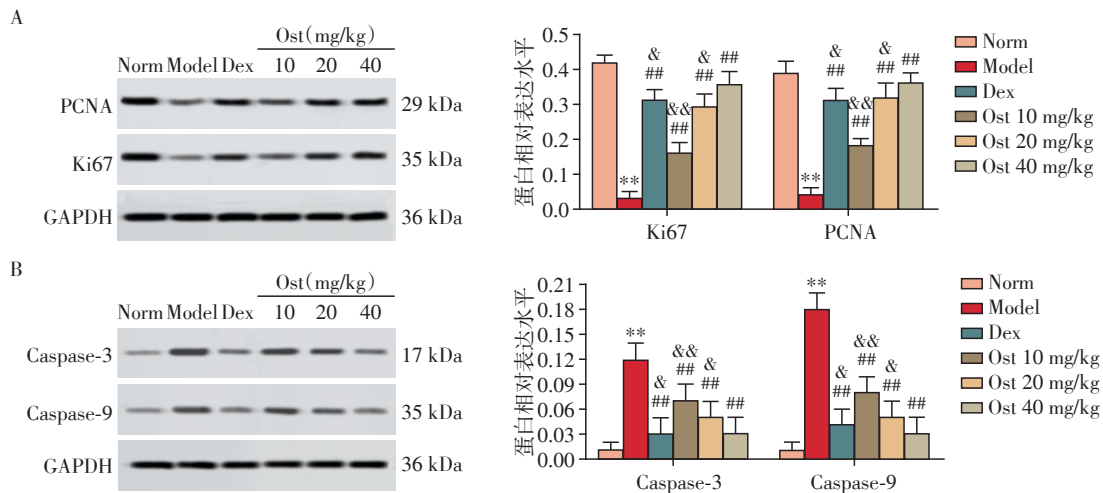 A
Ost(mg/kg)
Norm Model Dex 10 20 40
PCNA 29 kDa
Ki67 35 kDa
GAPDH 36 kDa
蛋白相对表达水平
0.6
0.4
0.3
0.1
0.0
** & ## && ## & ## ##
** & ## && ## & ## ##
Ki67 PCNA
Norm
Model
Dex
Ost 10 mg/kg
Ost 20 mg/kg
Ost 40 mg/kg
B
Ost(mg/kg)
Norm Model Dex 10 20 40
Caspase-3 17 kDa
Caspase-9 35 kDa
GAPDH 36 kDa
蛋白相对表达水平
0.21
0.18
0.15
0.12
0.09
0.06
0.03
0.00
** & ## && ## & ## ##
** & ## && ## & ## ##
Caspase-3 Caspase-9
Norm
Model
Dex
Ost 10 mg/kg
Ost 20 mg/kg
Ost 40 mg/kg